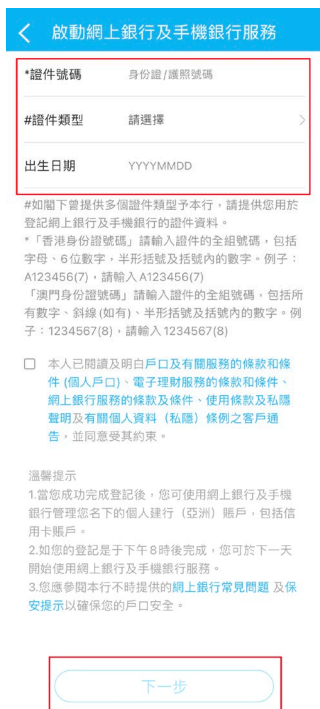 啟動網上銀行及手機銀行服務
*證件號碼 身份證/護照號碼
#證件類型 請選擇
出生日期 YYYYMMDD
#如閣下曾提供多個證件類型予本行，請提供您用於
登記網上銀行及手機銀行的證件資料。
*「香港身份證號碼」請輸入證件的全組號碼，包括
字母、6位數字，半形括號及括號內的數字。例子：
A123456(7)，請輸入A123456(7)
「澳門身份證號碼」請輸入證件的全組號碼，包括所
有數字、斜線(如有)、半形括號及括號內的數字。例
子：1234567(8)，請輸入1234567(8)
本人已閱讀及明白戶口及有關服務的條款和條
件 (個人戶口)、電子理財服務的條款和條件、
網上銀行服務的條款及條件、使用條款及私隱
聲明及有關個人資料（私隱）條例之客戶通
告，並同意受其約束。
溫馨提示
1.當您成功完成登記後，您可使用網上銀行及手機
銀行管理您名下的個人建行（亞洲）賬戶，包括信
用卡賬戶。
2.如您的登記是于下午8時後完成，您可於下一天
開始使用網上銀行及手機銀行服務。
3.您應參閱本行不時提供的網上銀行常見問題 及保
安提示以確保您的戶口安全。
下一步